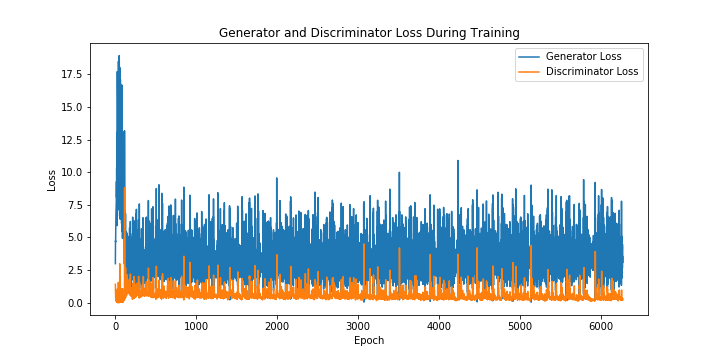 Generator and Discriminator Loss During Training
Generator Loss
Discriminator Loss
17.5
15.0
12.5
10.0
7.5
5.0
2.5
0.0
Loss
0 1000 2000 3000 4000 5000 6000
Epoch